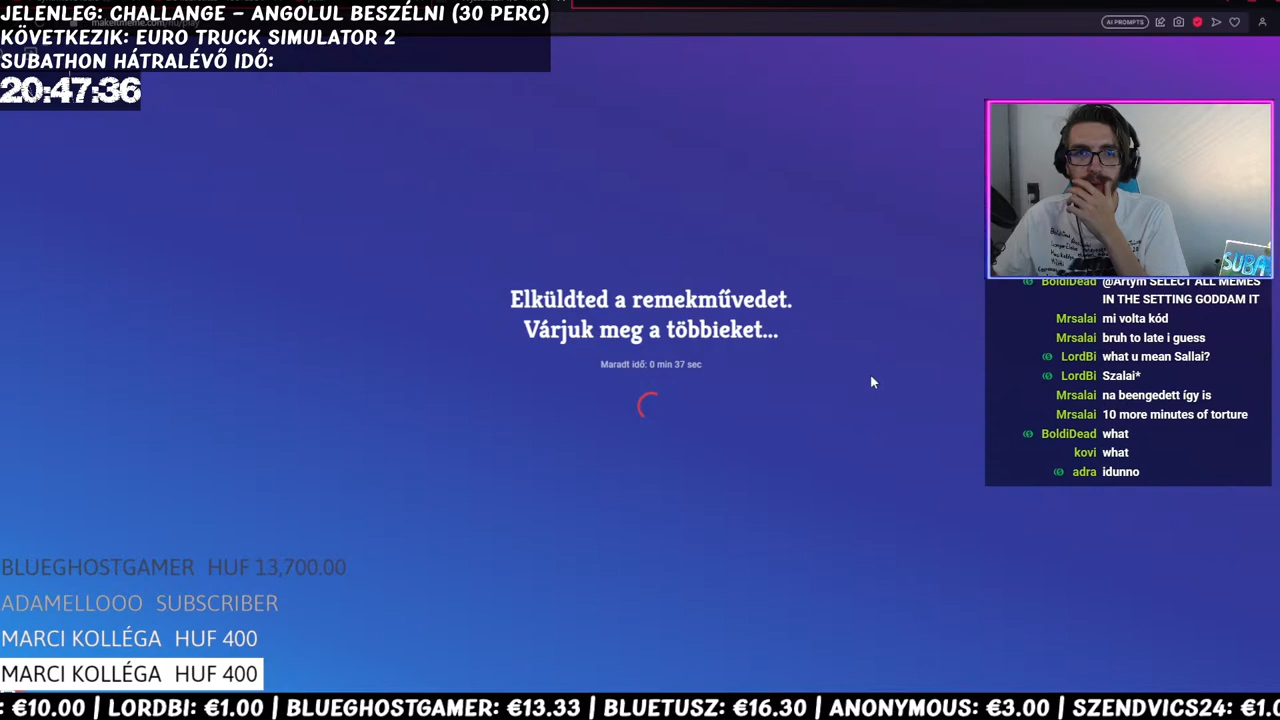 JELENLEG: CHALLANGE - ANGOLUL BESZÉLNI (30 PERC)
KÖVETKEZIK: EURO TRUCK SIMULATOR 2
SUBATHON HÁTRALÉVŐ IDŐ:
20:47:36
AI PROMPTS
Elküldted a remekművedet.
Várjuk meg a többieket...
Maradt idő: 0 min 37 sec
SUBA
BoldiDead @Artym SELECT ALL MEMES
IN THE SETTING GODDAM IT
Mrsalai mi volta kód
Mrsalai bruh to late i guess
LordBi what u mean Sallai?
LordBi Szalai*
Mrsalai na beengedett így is
Mrsalai 10 more minutes of torture
BoldiDead what
kovi what
adra idunno
BLUEGHOSTGAMER HUF 13,700.00
ADAMELLOOO SUBSCRIBER
MARCI KOLLÉGA HUF 400
MARCI KOLLÉGA HUF 400
: €10.00 | LORDBI: €1.00 | BLUEGHOSTGAMER: €13.33 | BLUETUSZ: €16.30 | ANONYMOUS: €3.00 | SZENDVICS24: €1.0